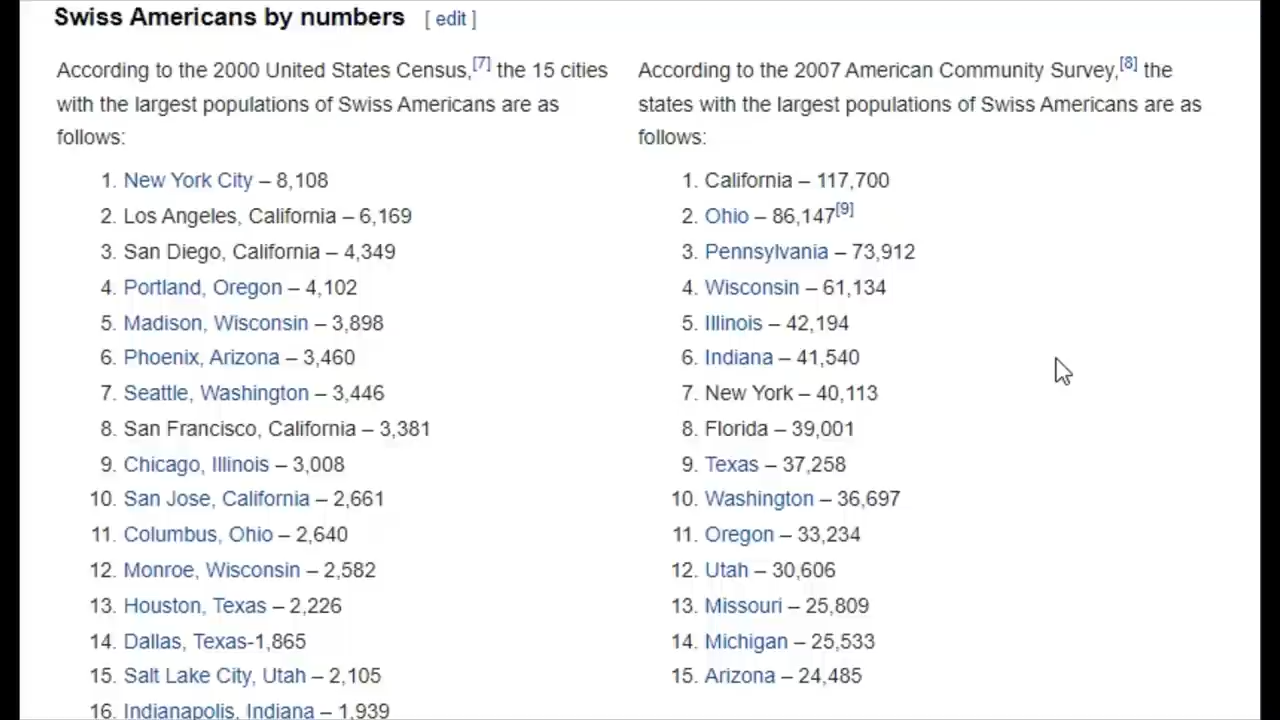 Swiss Americans by numbers [ edit ]
According to the 2000 United States Census,[7] the 15 cities
with the largest populations of Swiss Americans are as
follows:
1. New York City – 8,108
2. Los Angeles, California – 6,169
3. San Diego, California – 4,349
4. Portland, Oregon – 4,102
5. Madison, Wisconsin – 3,898
6. Phoenix, Arizona – 3,460
7. Seattle, Washington – 3,446
8. San Francisco, California – 3,381
9. Chicago, Illinois – 3,008
10. San Jose, California – 2,661
11. Columbus, Ohio – 2,640
12. Monroe, Wisconsin – 2,582
13. Houston, Texas – 2,226
14. Dallas, Texas-1,865
15. Salt Lake City, Utah – 2,105
16. Indianapolis, Indiana – 1,939
According to the 2007 American Community Survey,[8] the
states with the largest populations of Swiss Americans are as
follows:
1. California – 117,700
2. Ohio – 86,147[9]
3. Pennsylvania – 73,912
4. Wisconsin – 61,134
5. Illinois – 42,194
6. Indiana – 41,540
7. New York – 40,113
8. Florida – 39,001
9. Texas – 37,258
10. Washington – 36,697
11. Oregon – 33,234
12. Utah – 30,606
13. Missouri – 25,809
14. Michigan – 25,533
15. Arizona – 24,485